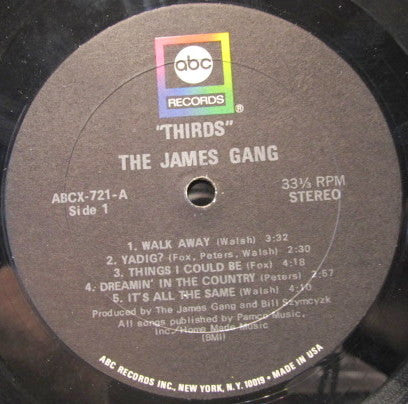 abc
RECORDS®
"THIRDS"
THE JAMES GANG
ABCX-721-A
Side 1
33⅓ RPM
STEREO
1. WALK AWAY (Walsh) 3:32
2. YADIG? (Fox, Peters, Walsh) 2:30
3. THINGS I COULD BE (Fox) 4:18
4. DREAMIN' IN THE COUNTRY (Peters) 2:57
5. IT'S ALL THE SAME (Walsh) 4:10
Produced by The James Gang and Bill Szymcyzk
All songs published by Pamco Music,
Inc./Home Made Music
(BMI)
ABC RECORDS INC., NEW YORK, N.Y. 10019 • MADE IN USA